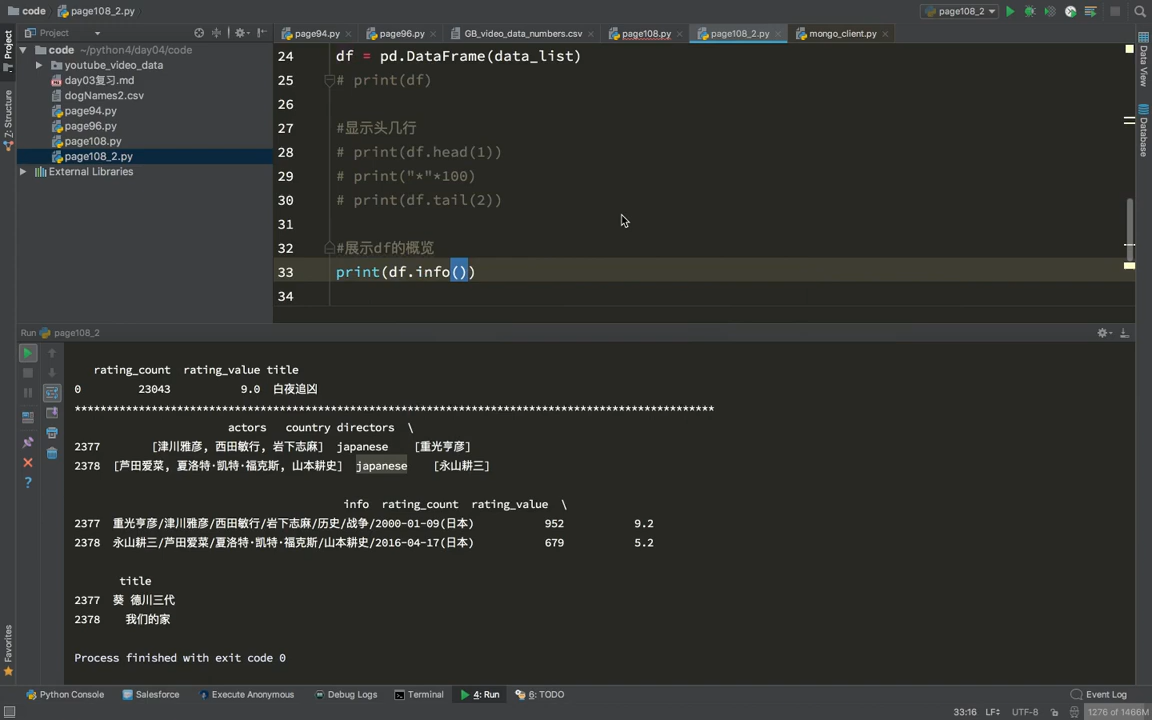 code
page108_2.py
page108_2
Project
page94.py
page96.py
GB_video_data_numbers.csv
page108.py
page108_2.py
mongo_client.py
code ~/python4/day04/code
youtube_video_data
day03复习.md
dogNames2.csv
page94.py
page96.py
page108.py
page108_2.py
External Libraries
Project
Z: Structure
Favorites
Data View
Database
24 df = pd.DataFrame(data_list)
25 # print(df)
26
27 #显示头几行
28 # print(df.head(1))
29 # print("*"*100)
30 # print(df.tail(2))
31
32 #展示df的概览
33 print(df.info())
34
Run page108_2
rating_count rating_value title
0 23043 9.0 白夜追凶
****************************************************************************************************
actors country directors \
2377 [津川雅彦, 西田敏行, 岩下志麻] japanese [重光亨彦]
2378 [芦田爱菜, 夏洛特·凯特·福克斯, 山本耕史] japanese [永山耕三]
info rating_count rating_value \
2377 重光亨彦/津川雅彦/西田敏行/岩下志麻/历史/战争/2000-01-09(日本) 952 9.2
2378 永山耕三/芦田爱菜/夏洛特·凯特·福克斯/山本耕史/2016-04-17(日本) 679 5.2
title
2377 葵 德川三代
2378 我们的家
Process finished with exit code 0
Python Console
Salesforce
Execute Anonymous
Debug Logs
Terminal
4: Run
6: TODO
Event Log
33:16 LF÷ UTF-8 1276 of 1466M